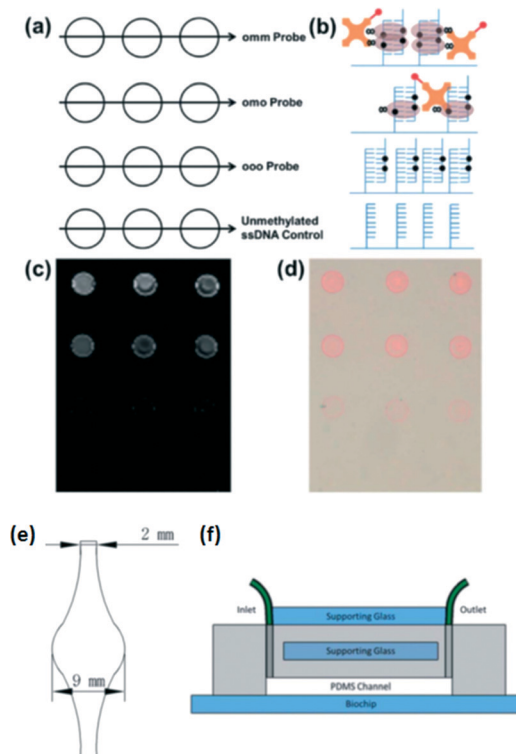 (a)
(b)
omm Probe
omo Probe
ooo Probe
Unmethylated
ssDNA Control
(c)
(d)
(e)
2 mm
9 mm
(f)
Inlet
Outlet
Supporting Glass
Supporting Glass
PDMS Channel
Biochip